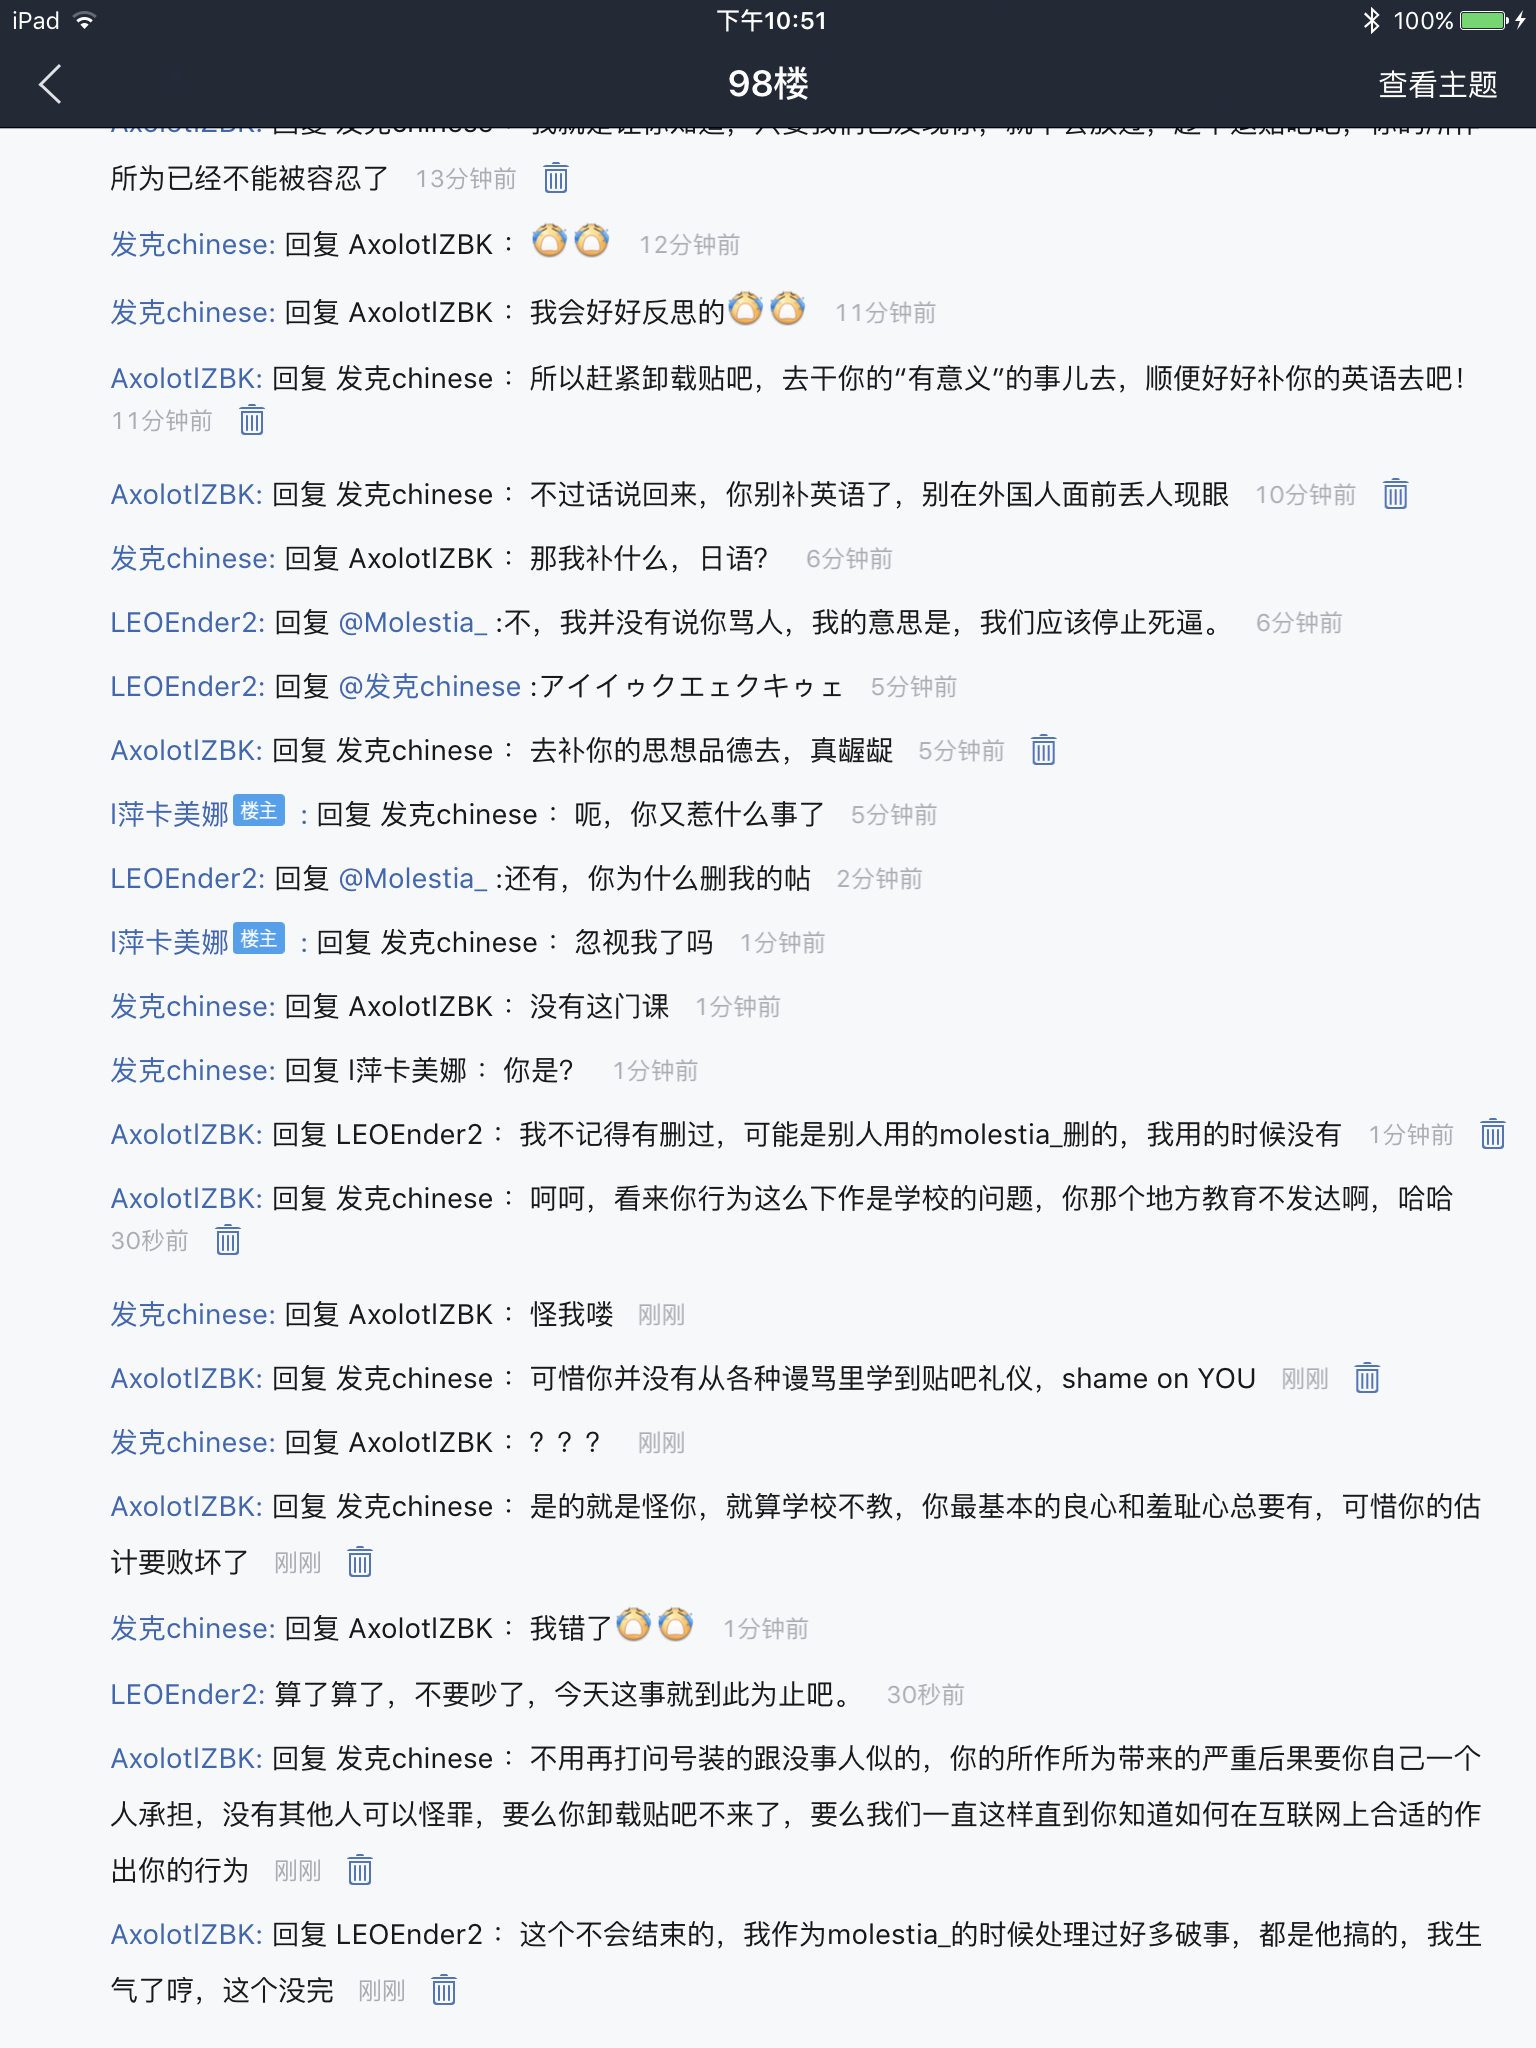 iPad 下午10:51 100%
98楼 查看主题
所为已经不能被容忍了 13分钟前
发克chinese: 回复 AxolotlZBK： 12分钟前
发克chinese: 回复 AxolotlZBK：我会好好反思的 11分钟前
AxolotlZBK: 回复 发克chinese：所以赶紧卸载贴吧，去干你的“有意义”的事儿去，顺便好好补你的英语去吧！
11分钟前
AxolotlZBK: 回复 发克chinese：不过话说回来，你别补英语了，别在外国人面前丢人现眼 10分钟前
发克chinese: 回复 AxolotlZBK：那我补什么，日语？ 6分钟前
LEOEnder2: 回复 @Molestia_ :不，我并没有说你骂人，我的意思是，我们应该停止死逼。 6分钟前
LEOEnder2: 回复 @发克chinese :アイイゥクエェクキゥェ 5分钟前
AxolotlZBK: 回复 发克chinese：去补你的思想品德去，真龌龊 5分钟前
l萍卡美娜 楼主 : 回复 发克chinese：呃，你又惹什么事了 5分钟前
LEOEnder2: 回复 @Molestia_ :还有，你为什么删我的帖 2分钟前
l萍卡美娜 楼主 : 回复 发克chinese：忽视我了吗 1分钟前
发克chinese: 回复 AxolotlZBK：没有这门课 1分钟前
发克chinese: 回复 l萍卡美娜：你是？ 1分钟前
AxolotlZBK: 回复 LEOEnder2：我不记得有删过，可能是别人用的molestia_删的，我用的时候没有 1分钟前
AxolotlZBK: 回复 发克chinese：呵呵，看来你行为这么下作是学校的问题，你那个地方教育不发达啊，哈哈
30秒前
发克chinese: 回复 AxolotlZBK：怪我喽 刚刚
AxolotlZBK: 回复 发克chinese：可惜你并没有从各种谩骂里学到贴吧礼仪，shame on YOU 刚刚
发克chinese: 回复 AxolotlZBK：？？？ 刚刚
AxolotlZBK: 回复 发克chinese：是的就是怪你，就算学校不教，你最基本的良心和羞耻心总要有，可惜你的估
计要败坏了 刚刚
发克chinese: 回复 AxolotlZBK：我错了 1分钟前
LEOEnder2: 算了算了，不要吵了，今天这事就到此为止吧。 30秒前
AxolotlZBK: 回复 发克chinese：不用再打问号装的跟没事人似的，你的所作所为带来的严重后果要你自己一个
人承担，没有其他人可以怪罪，要么你卸载贴吧不来了，要么我们一直这样直到你知道如何在互联网上合适的作
出你的行为 刚刚
AxolotlZBK: 回复 LEOEnder2：这个不会结束的，我作为molestia_的时候处理过好多破事，都是他搞的，我生
气了哼，这个没完 刚刚